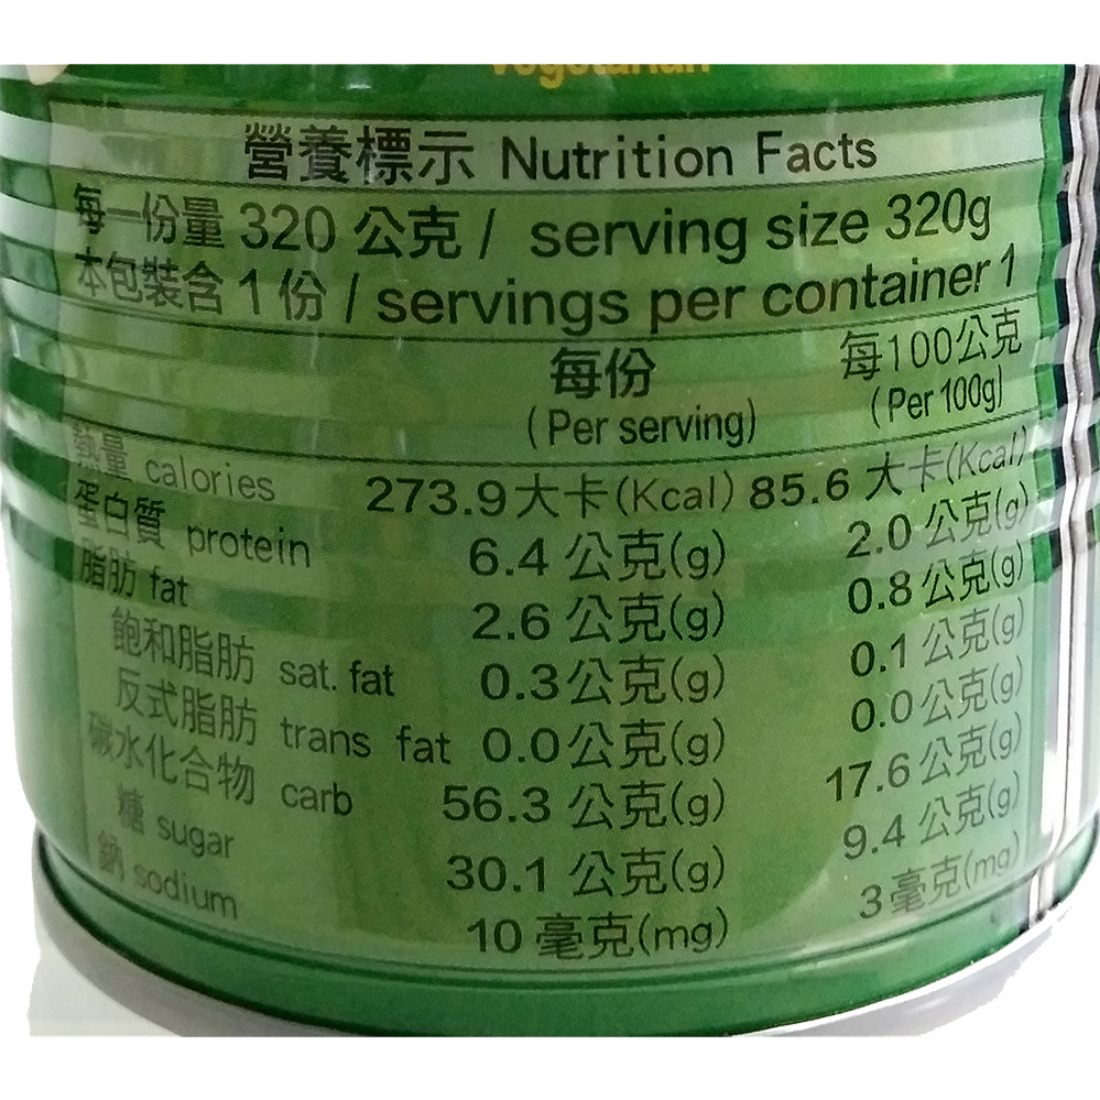 Vegetarian
營養標示 Nutrition Facts
每一份量 320 公克 / serving size 320g
本包裝含 1 份 / servings per container 1
每份 每100公克
(Per serving) (Per 100g)
熱量 calories 273.9大卡(Kcal) 85.6 大卡(Kcal)
蛋白質 protein 6.4 公克(g) 2.0 公克(g)
脂肪 fat 2.6 公克(g) 0.8 公克(g)
飽和脂肪 sat. fat 0.3公克(g) 0.1 公克(g)
反式脂肪 trans fat 0.0公克(g) 0.0公克(g)
碳水化合物 carb 56.3 公克(g) 17.6公克(g)
糖 sugar 30.1 公克(g) 9.4 公克(g)
鈉 sodium 10 毫克(mg) 3毫克(mg)